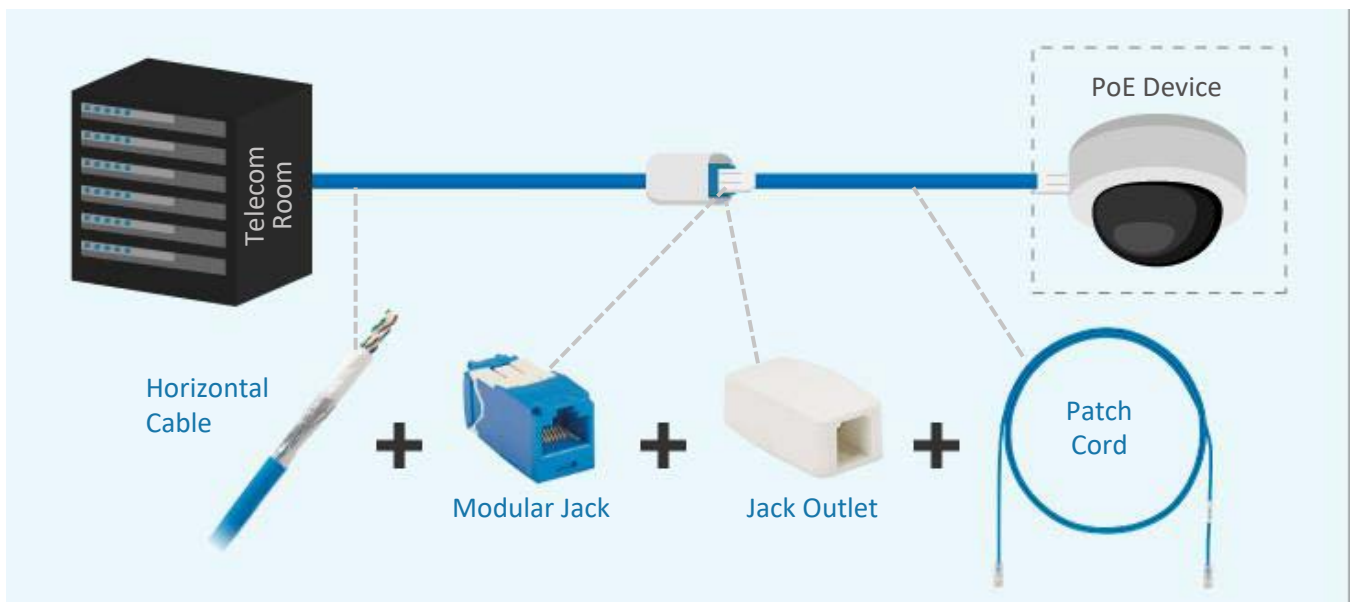 PoE Device
Telecom
Room
Horizontal
Cable
Modular Jack
Jack Outlet
Patch
Cord